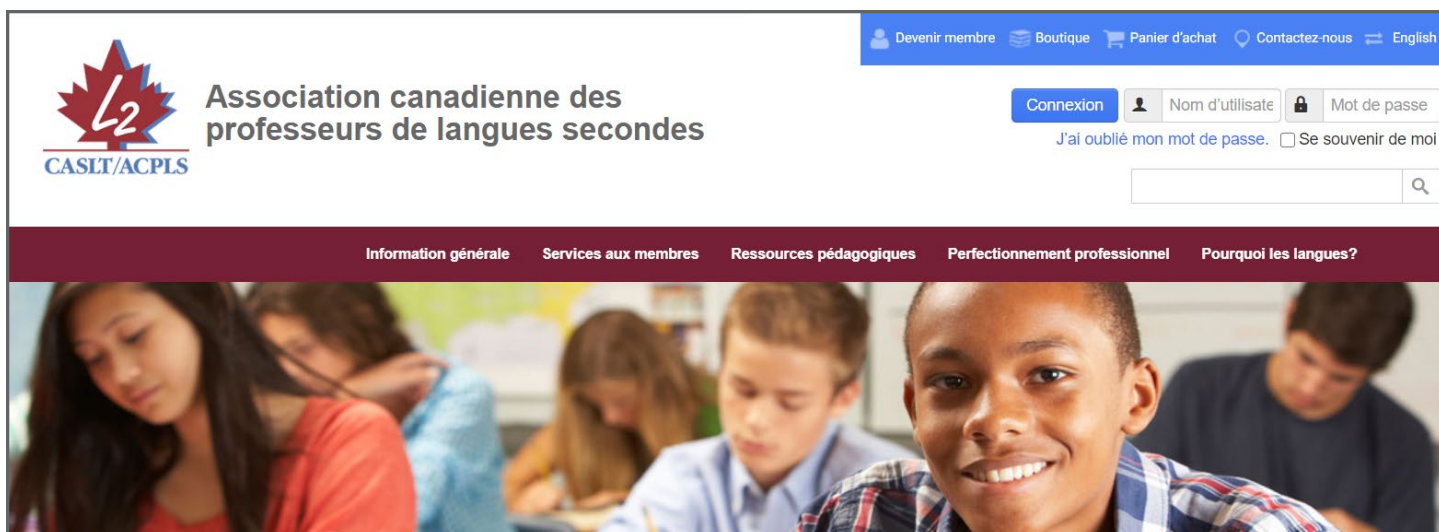 Devenir membre Boutique Panier d'achat Contactez-nous English
L2
CASLT/ACPLS
Association canadienne des
professeurs de langues secondes
Connexion Nom d'utilisate Mot de passe
J'ai oublié mon mot de passe. Se souvenir de moi
Information générale Services aux membres Ressources pédagogiques Perfectionnement professionnel Pourquoi les langues?